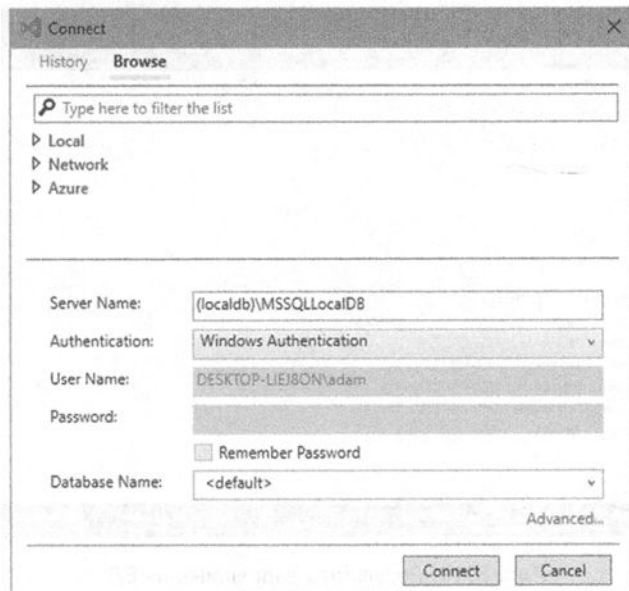 Connect
History Browse
Type here to filter the list
Local
Network
Azure
Server Name: (localdb)\MSSQLLocalDB
Authentication: Windows Authentication
User Name: DESKTOP-LIEJ8ON\adam
Password:
Remember Password
Database Name: <default>
Advanced...
Connect Cancel